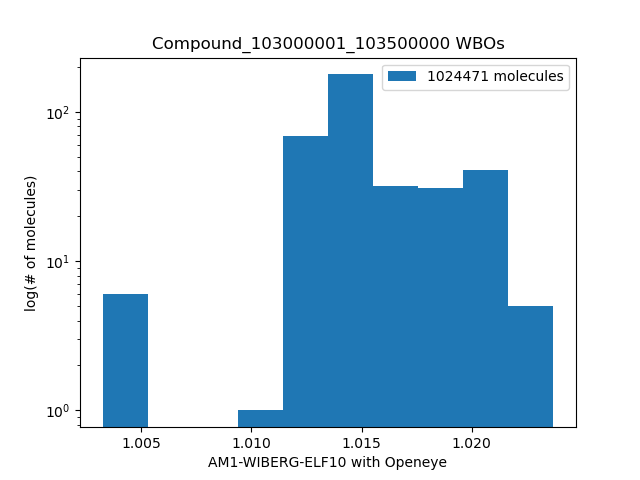 Compound_103000001_103500000 WBOs
1024471 molecules
log(# of molecules)
10²
10¹
10⁰
1.005 1.010 1.015 1.020
AM1-WIBERG-ELF10 with Openeye